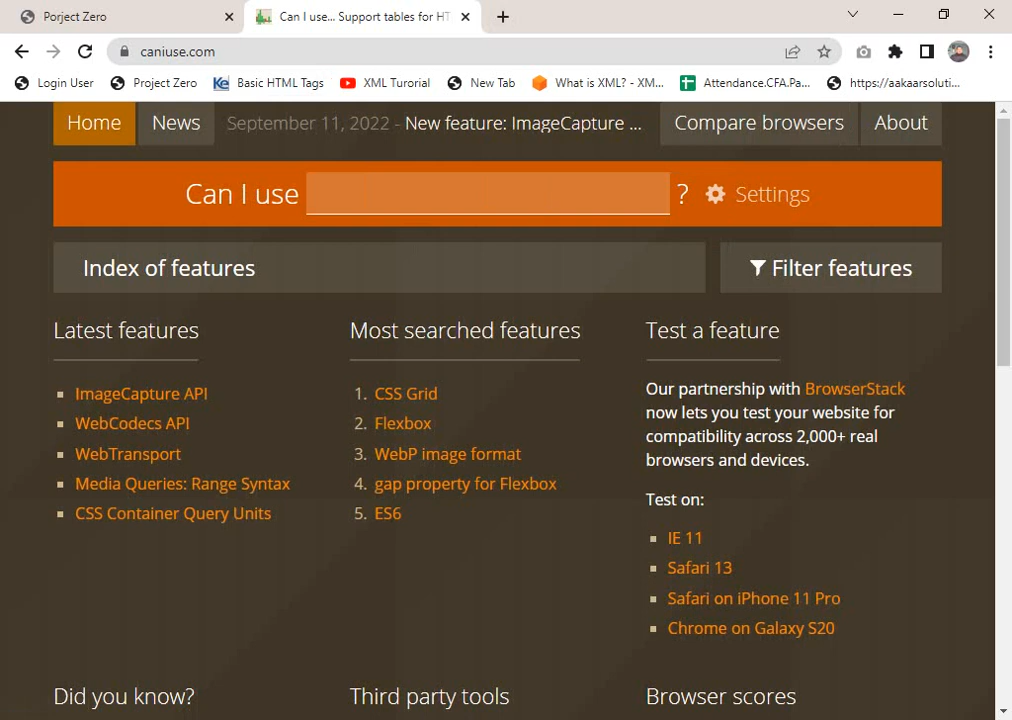 Porject Zero
Can I use... Support tables for HT
caniuse.com
Login User
Project Zero
Basic HTML Tags
XML Turorial
New Tab
What is XML? - XM...
Attendance.CFA.Pa...
https://aakaarsoluti...
Home
News
September 11, 2022 - New feature: ImageCapture ...
Compare browsers
About
Can I use
?
Settings
Index of features
Filter features
Latest features
ImageCapture API
WebCodecs API
WebTransport
Media Queries: Range Syntax
CSS Container Query Units
Most searched features
1. CSS Grid
2. Flexbox
3. WebP image format
4. gap property for Flexbox
5. ES6
Test a feature
Our partnership with BrowserStack
now lets you test your website for
compatibility across 2,000+ real
browsers and devices.
Test on:
IE 11
Safari 13
Safari on iPhone 11 Pro
Chrome on Galaxy S20
Did you know?
Third party tools
Browser scores